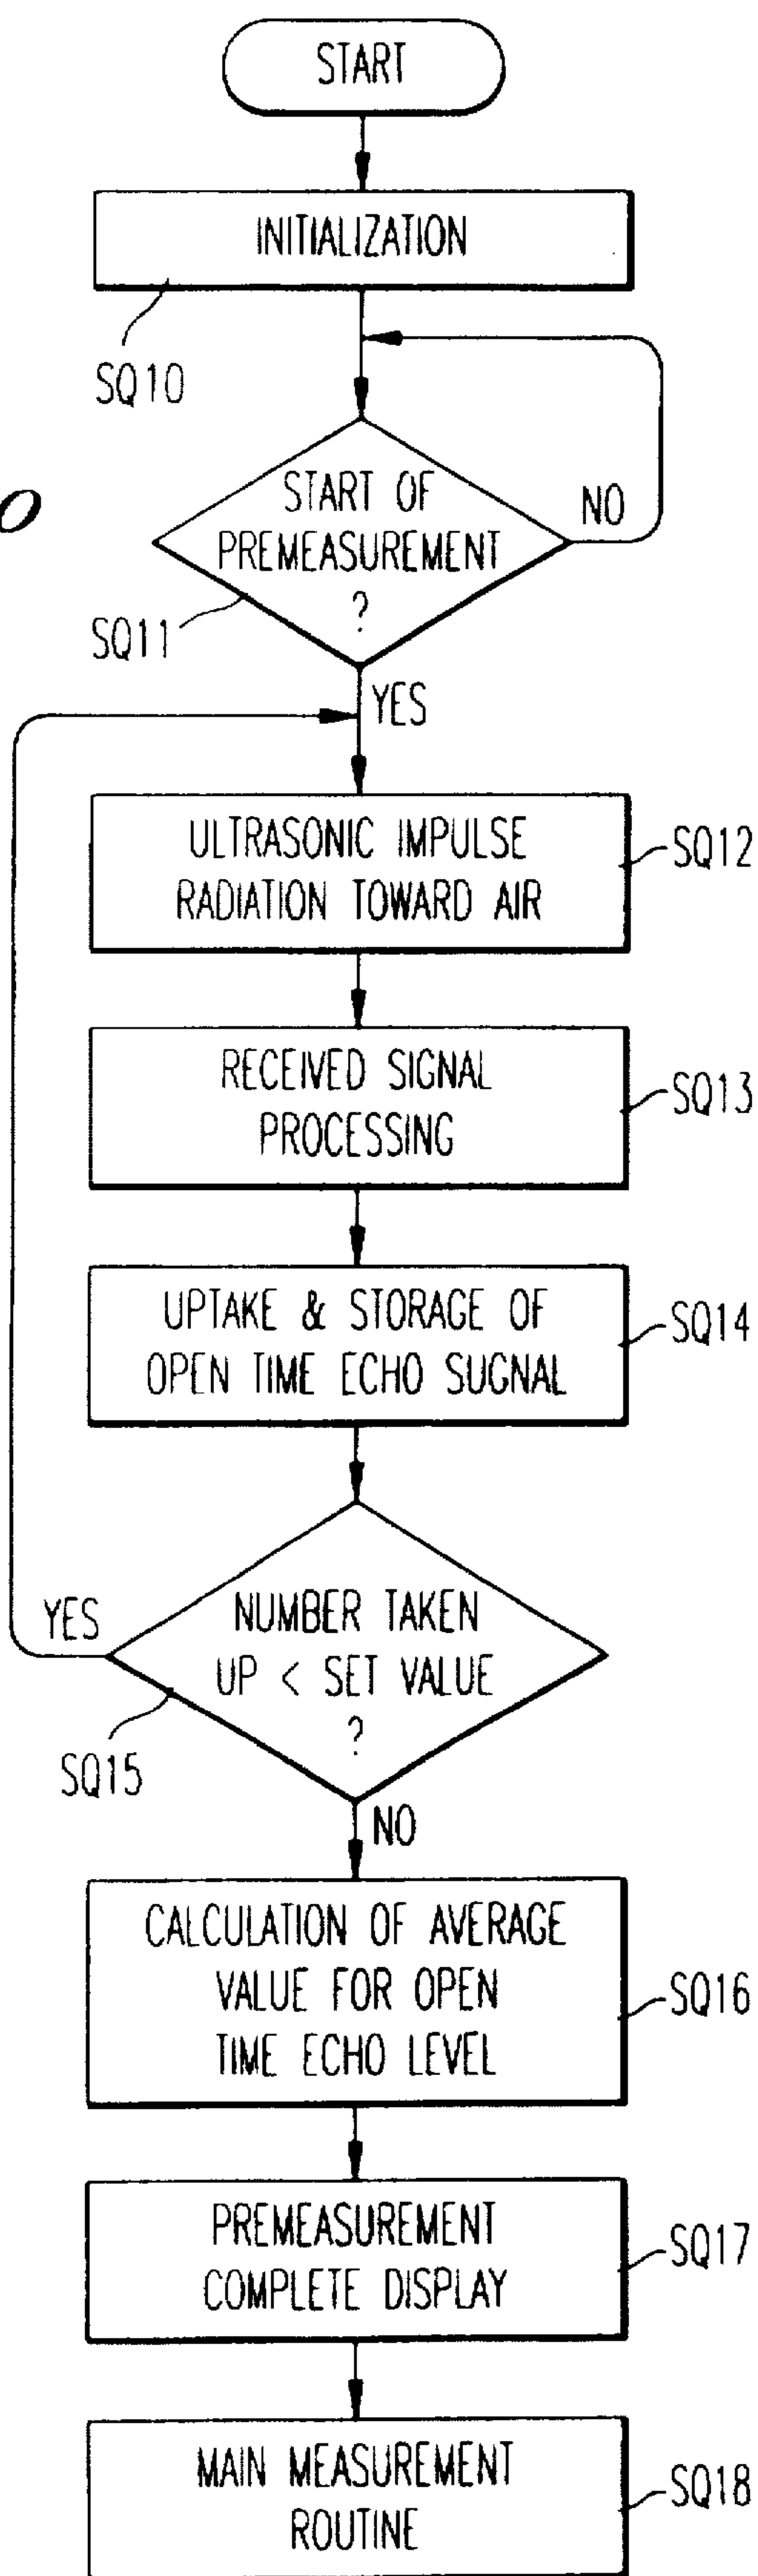 START
INITIALIZATION
SQ10
START OF
PREMEASUREMENT
?
NO
SQ11
YES
ULTRASONIC IMPULSE
RADIATION TOWARD AIR
SQ12
RECEIVED SIGNAL
PROCESSING
SQ13
UPTAKE & STORAGE OF
OPEN TIME ECHO SUGNAL
SQ14
YES
NUMBER TAKEN
UP < SET VALUE
?
SQ15
NO
CALCULATION OF AVERAGE
VALUE FOR OPEN
TIME ECHO LEVEL
SQ16
PREMEASUREMENT
COMPLETE DISPLAY
SQ17
MAIN MEASUREMENT
ROUTINE
SQ18